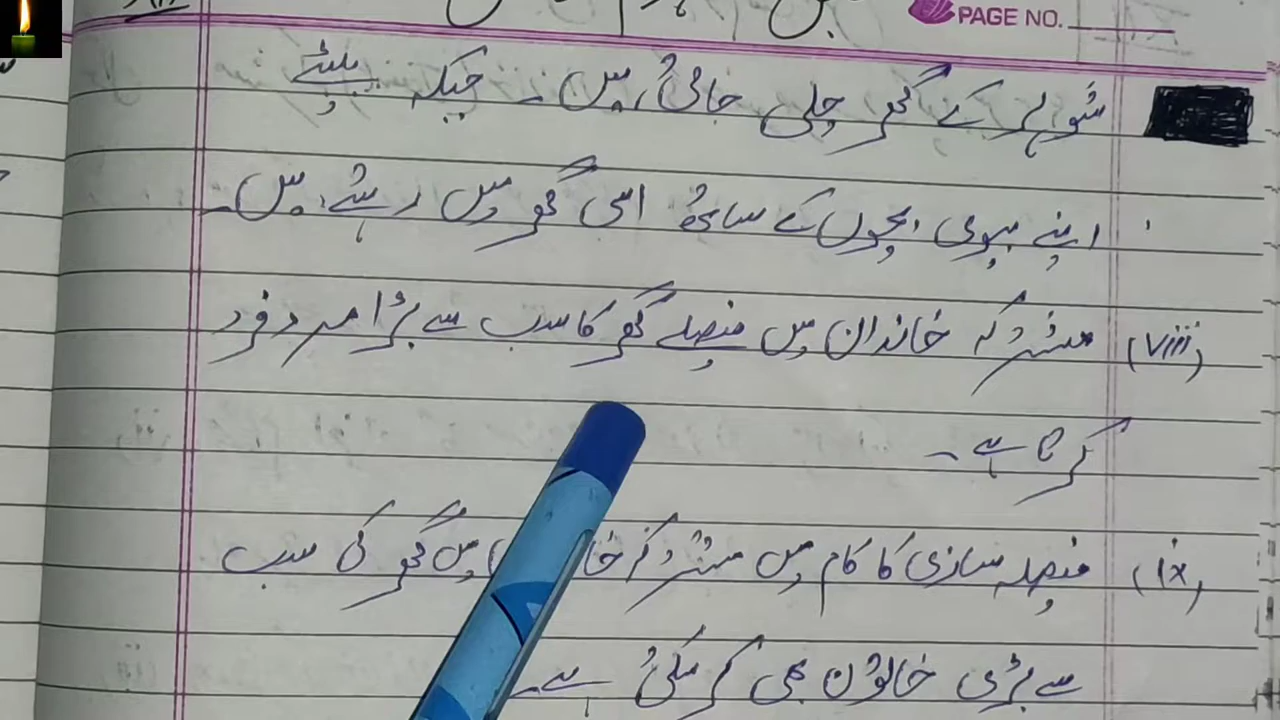 PAGE NO.
شوہر کے گھر چلی جاتی ہیں۔ جبکہ بیٹے
اپنے بیوی بچوں کے ساتھ اسی گھر میں رہتے ہیں۔
(viii) مشترکہ خاندان میں فیصلے گھر کا سب سے بڑا مرد فرد
کرتا ہے۔
(ix) فیصلہ سازی کا کام میں مشترکہ میں گھر کی سب
سے بڑی خاتون بھی کر سکتی ہے۔